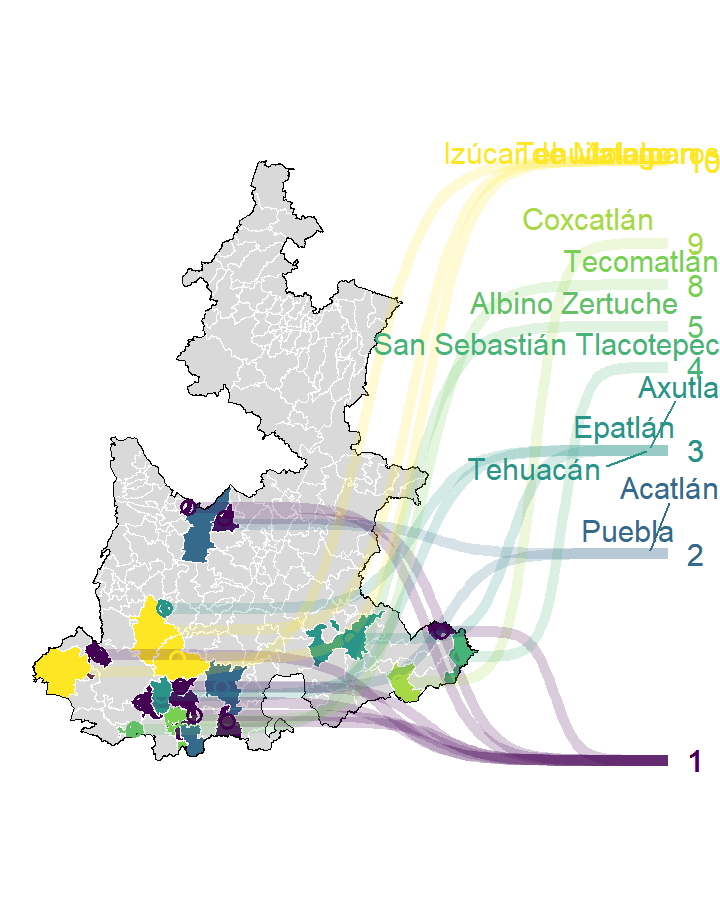 Izúcar de Matamoros
10
Coxcatlán
9
Tecomatlán
8
Albino Zertuche
5
San Sebastián Tlacotepec
4
Axutla
Epatlán
3
Tehuacán
Acatlán
Puebla
2
1